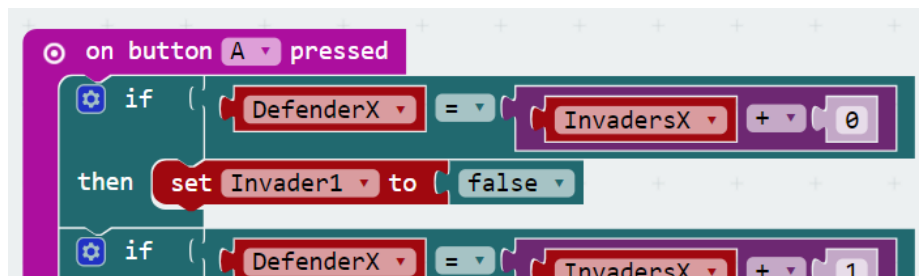 on button A pressed
if DefenderX = InvadersX + 0
then set Invader1 to false
if DefenderX = InvadersX + 1